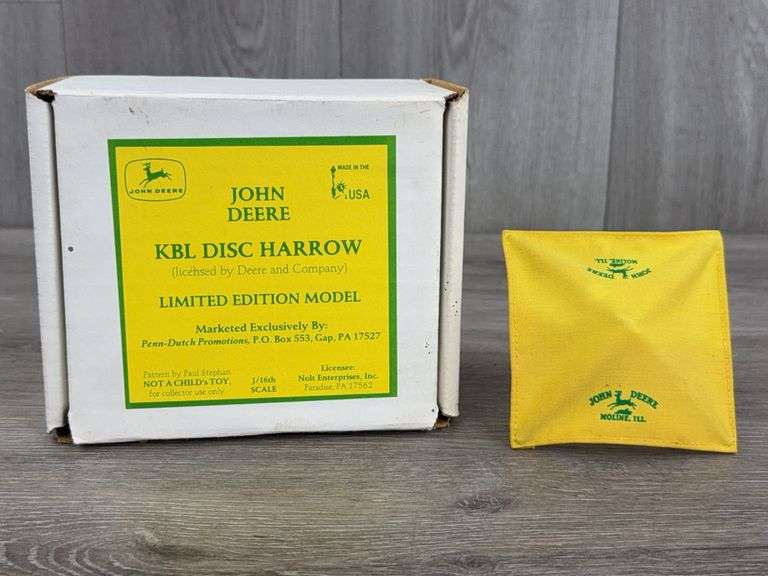 JOHN DEERE
MADE IN THE
USA
JOHN
DEERE
KBL DISC HARROW
(licensed by Deere and Company)
LIMITED EDITION MODEL
Marketed Exclusively By:
Penn-Dutch Promotions, P.O. Box 553, Gap, PA 17527
Pattern by Paul Stephan
NOT A CHILD's TOY,
for collector use only
1/16th
SCALE
Licensee:
Nolt Enterprises, Inc.
Paradise, PA 17562
MOLINE, ILL
JOHN DEERE
JOHN DEERE
MOLINE, ILL